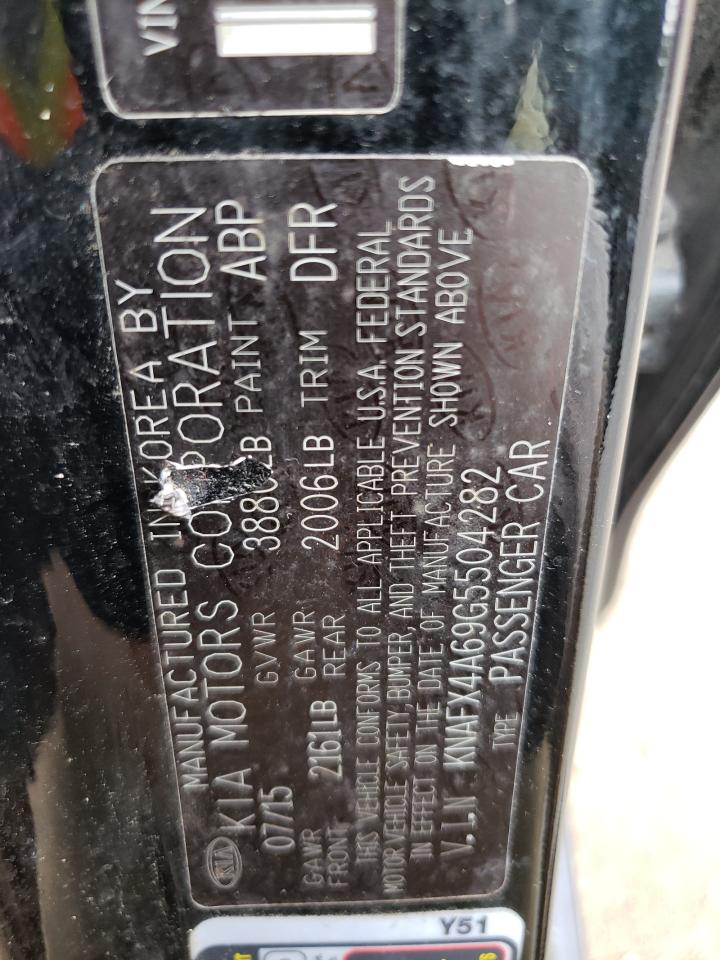 VIN
MANUFACTURED IN KOREA BY
KIA KIA MOTORS CORPORATION
07/15 GVWR LB PAINT ABP
GAWR FRONT 2161LB GAWR REAR 2006LB TRIM DFR
THIS VEHICLE CONFORMS TO ALL APPLICABLE U.S.A. FEDERAL
MOTOR VEHICLE SAFETY, BUMPER, AND THEFT PREVENTION STANDARDS
IN EFFECT ON THE DATE OF MANUFACTURE SHOWN ABOVE
V.I.N KNAFX4A69G5504282
TYPE PASSENGER CAR
Y51